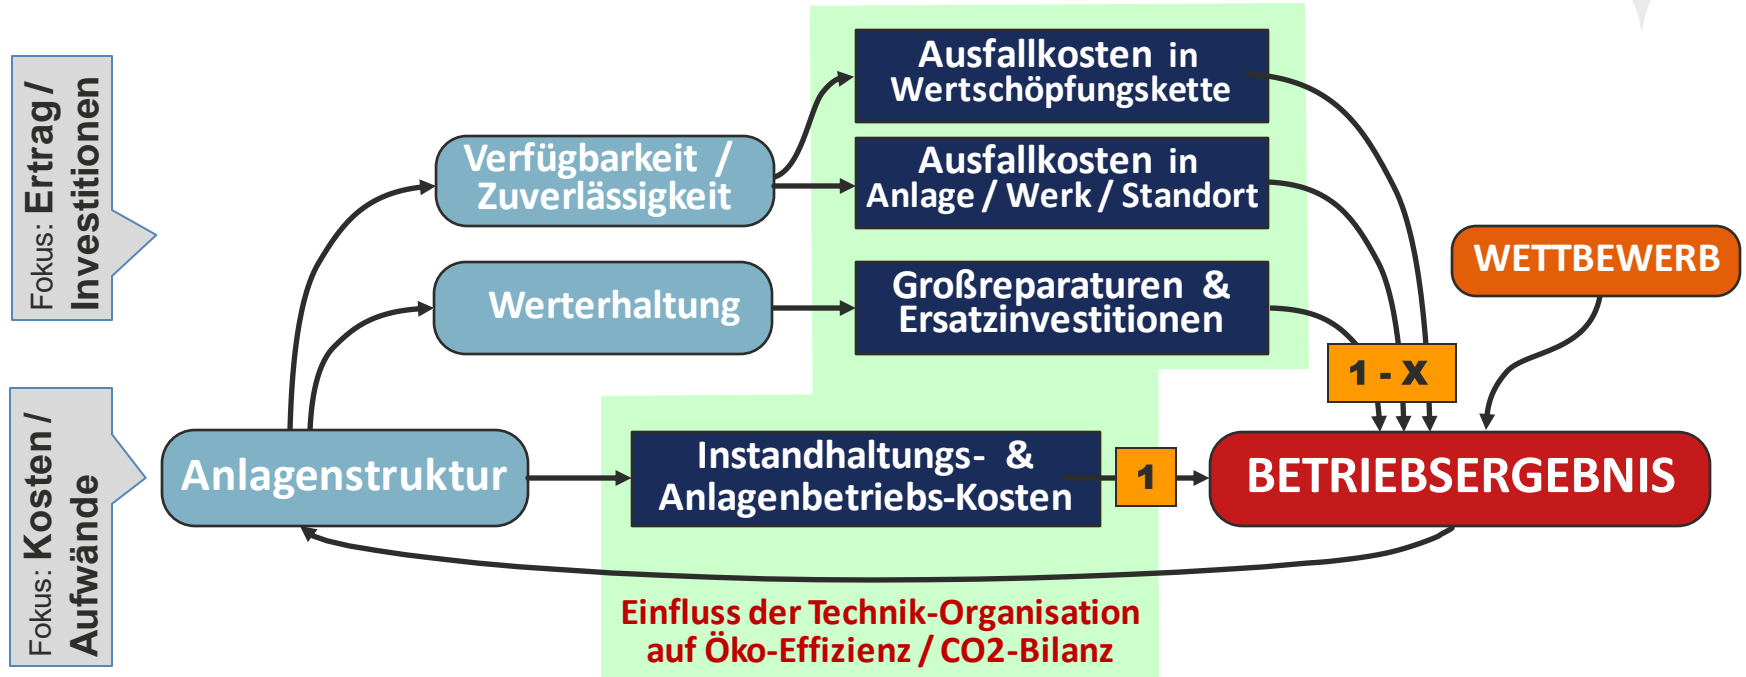 Fokus: Ertrag /
Investitionen
Ausfallkosten in
Wertschöpfungskette
Verfügbarkeit /
Zuverlässigkeit
Ausfallkosten in
Anlage / Werk / Standort
WETTBEWERB
Werterhaltung
Großreparaturen &
Ersatzinvestitionen
1 - X
Fokus: Kosten /
Aufwände
Anlagenstruktur
Instandhaltungs- &
Anlagenbetriebs-Kosten
1
BETRIEBSERGEBNIS
Einfluss der Technik-Organisation
auf Öko-Effizienz / CO2-Bilanz